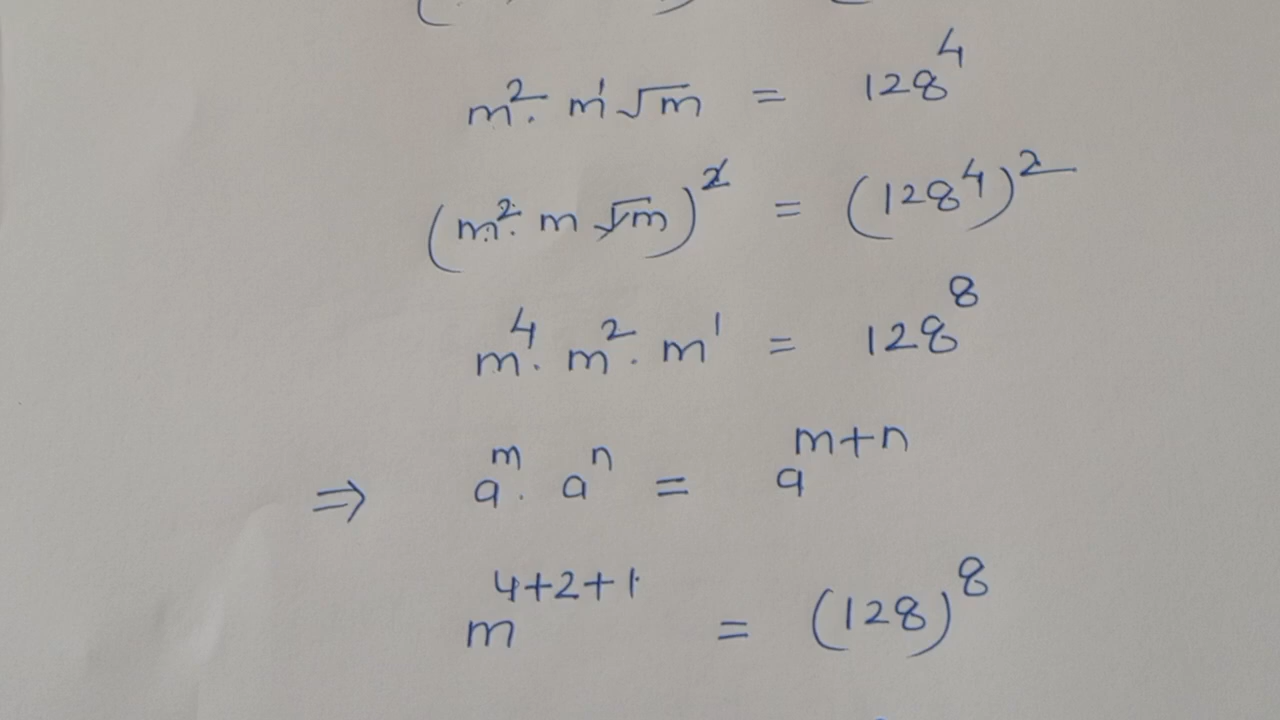 m². m¹√m = 128⁴
(m². m √m)² = (128⁴)²
m⁴. m². m¹ = 128⁸
⇒ aᵐ. aⁿ = aᵐ⁺ⁿ
m⁴⁺²⁺¹ = (128)⁸